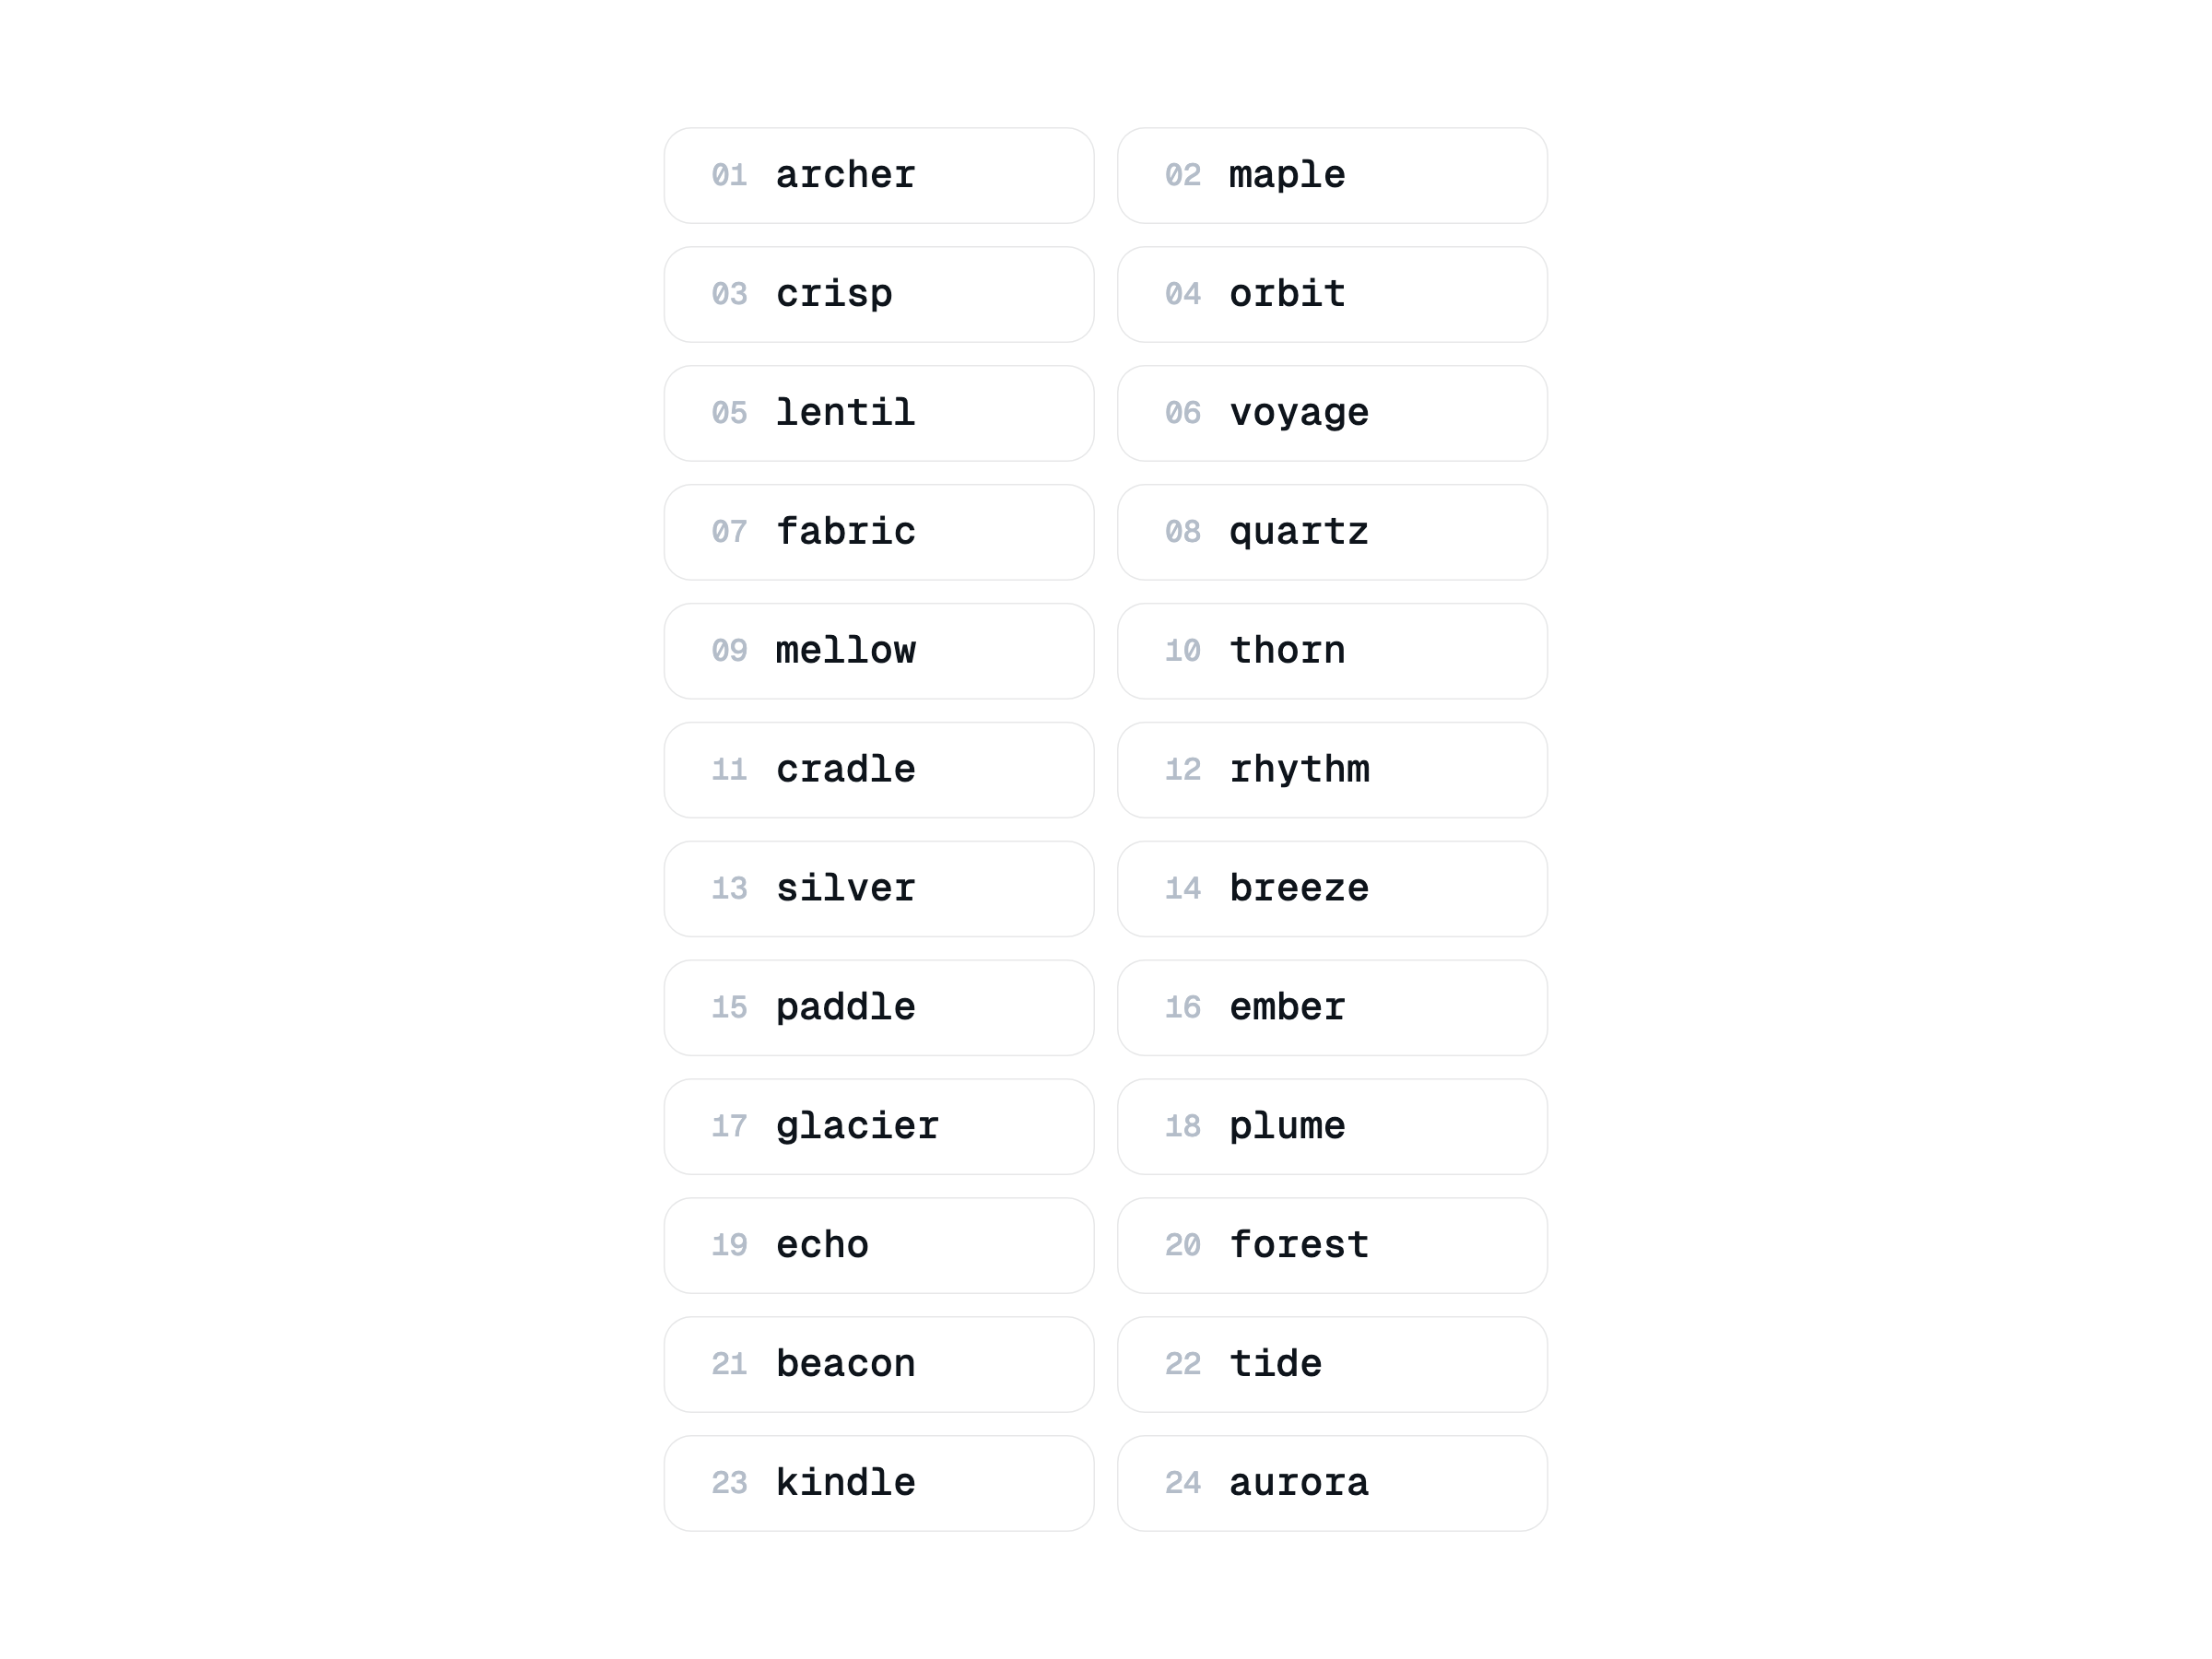 01 archer 02 maple
03 crisp 04 orbit
05 lentil 06 voyage
07 fabric 08 quartz
09 mellow 10 thorn
11 cradle 12 rhythm
13 silver 14 breeze
15 paddle 16 ember
17 glacier 18 plume
19 echo 20 forest
21 beacon 22 tide
23 kindle 24 aurora